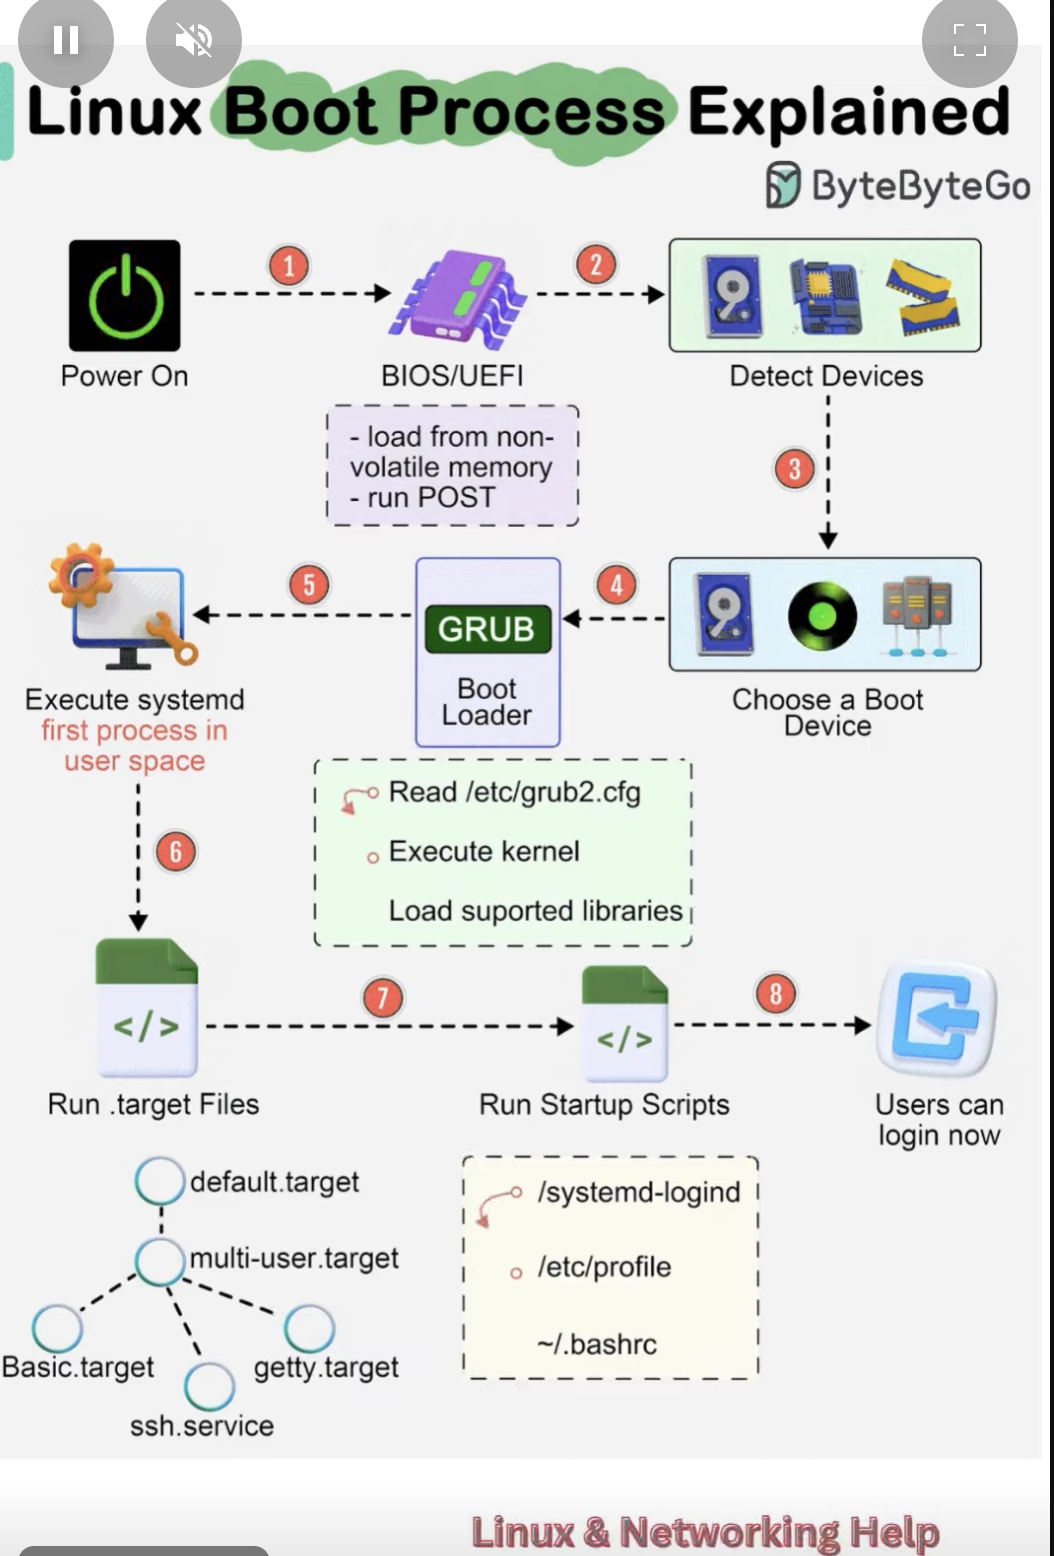 Linux Boot Process Explained
ByteByteGo
1
2
Power On
BIOS/UEFI
Detect Devices
- load from non-
volatile memory
- run POST
3
5
4
GRUB
Boot
Loader
Execute systemd
first process in
user space
Choose a Boot
Device
Read /etc/grub2.cfg
Execute kernel
Load suported libraries
6
7
8
</>
</>
Run .target Files
Run Startup Scripts
Users can
login now
default.target
multi-user.target
Basic.target
getty.target
ssh.service
/systemd-logind
/etc/profile
~/.bashrc
Linux & Networking Help